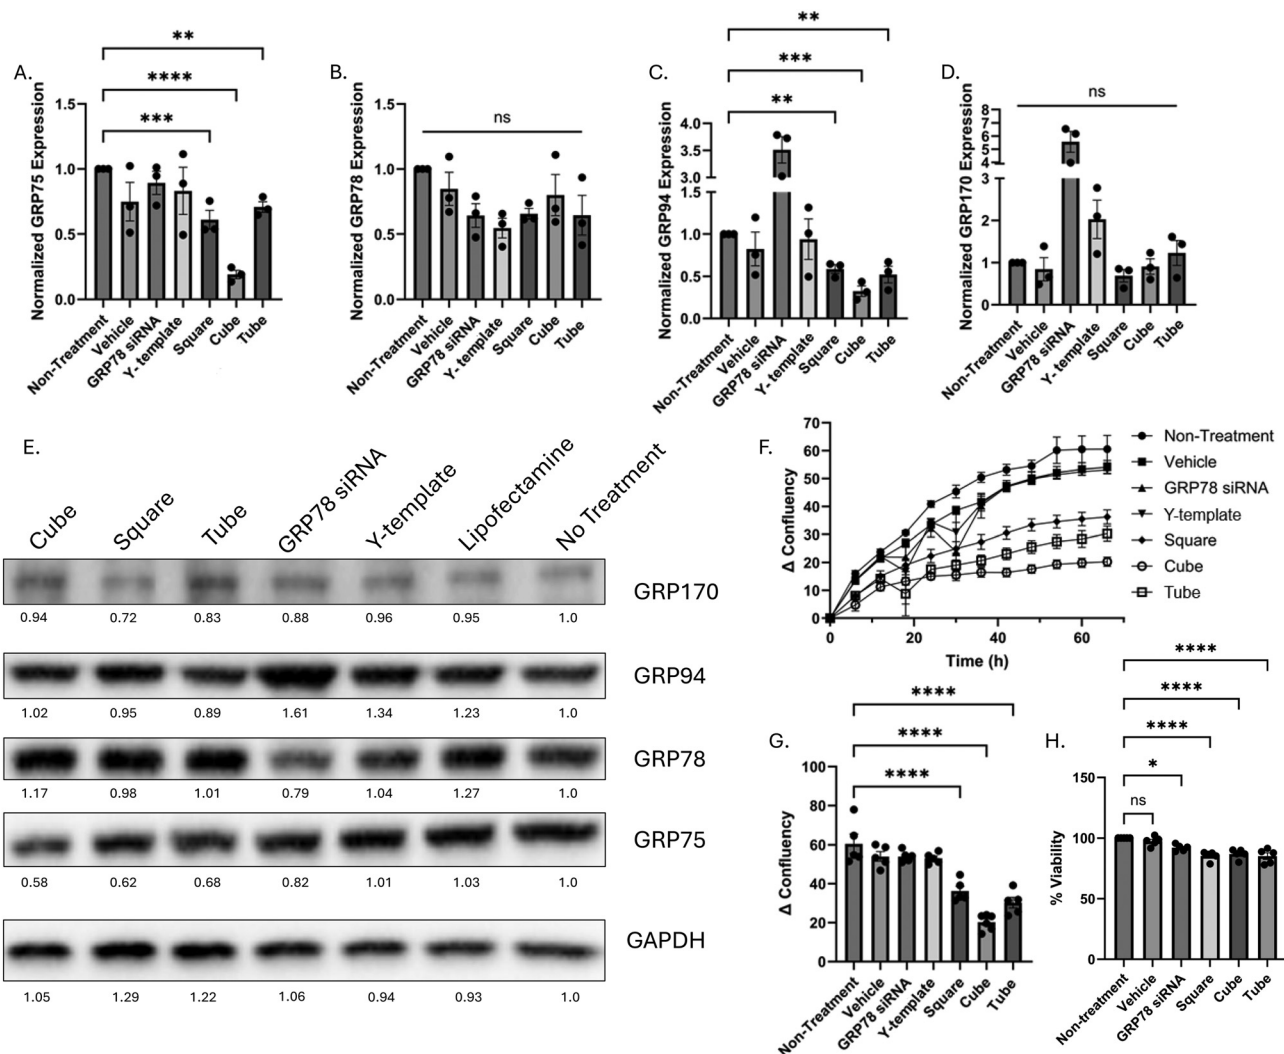 A.
**
****
***
Normalized GRP75 Expression
1.5
1.0
0.5
0.0
Non-Treatment
Vehicle
GRP78 siRNA
Y- template
Square
Cube
Tube
B.
ns
Normalized GRP78 Expression
1.5
1.0
0.5
0.0
Non-Treatment
Vehicle
GRP78 siRNA
Y- template
Square
Cube
Tube
C.
**
***
**
Normalized GRP94 Expression
4.0
3.5
3.0
1.5
1.0
0.5
0.0
Non-Treatment
Vehicle
GRP78 siRNA
Y- template
Square
Cube
Tube
D.
ns
Normalized GRP170 Expression
8
7
6
5
4
3
2
1
0
Non-Treatment
Vehicle
GRP78 siRNA
Y- template
Square
Cube
Tube
E.
Cube
Square
Tube
GRP78 siRNA
Y-template
Lipofectamine
No Treatment
GRP170
0.94 0.72 0.83 0.88 0.96 0.95 1.0
GRP94
1.02 0.95 0.89 1.61 1.34 1.23 1.0
GRP78
1.17 0.98 1.01 0.79 1.04 1.27 1.0
GRP75
0.58 0.62 0.68 0.82 1.01 1.03 1.0
GAPDH
1.05 1.29 1.22 1.06 0.94 0.93 1.0
F.
Δ Confluency
70
60
50
40
30
20
10
0
0 20 40 60
Time (h)
Non-Treatment
Vehicle
GRP78 siRNA
Y-template
Square
Cube
Tube
G.
****
****
****
Δ Confluency
100
80
60
40
20
0
Non-Treatment
Vehicle
GRP78 siRNA
Y-template
Square
Cube
Tube
H.
****
****
****
*
ns
% Viability
150
100
50
0
Non-treatment
Vehicle
GRP78 siRNA
Square
Cube
Tube